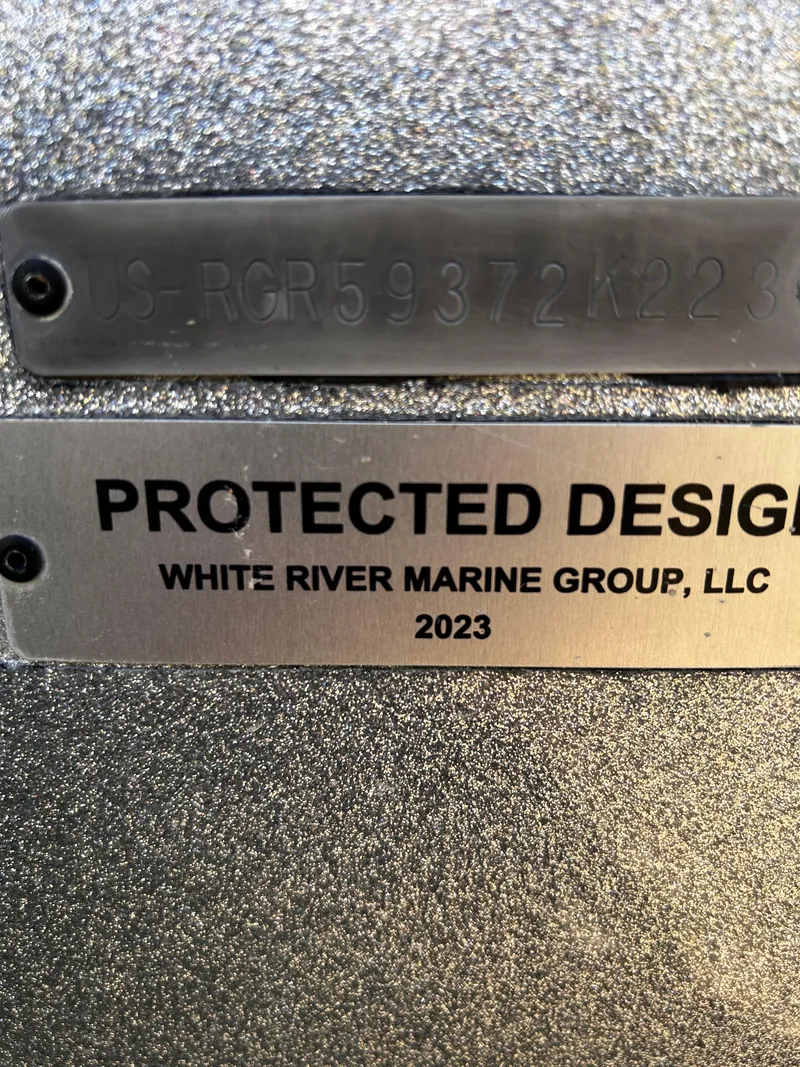 US-RGR59372K223
PROTECTED DESIG
WHITE RIVER MARINE GROUP, LLC
2023